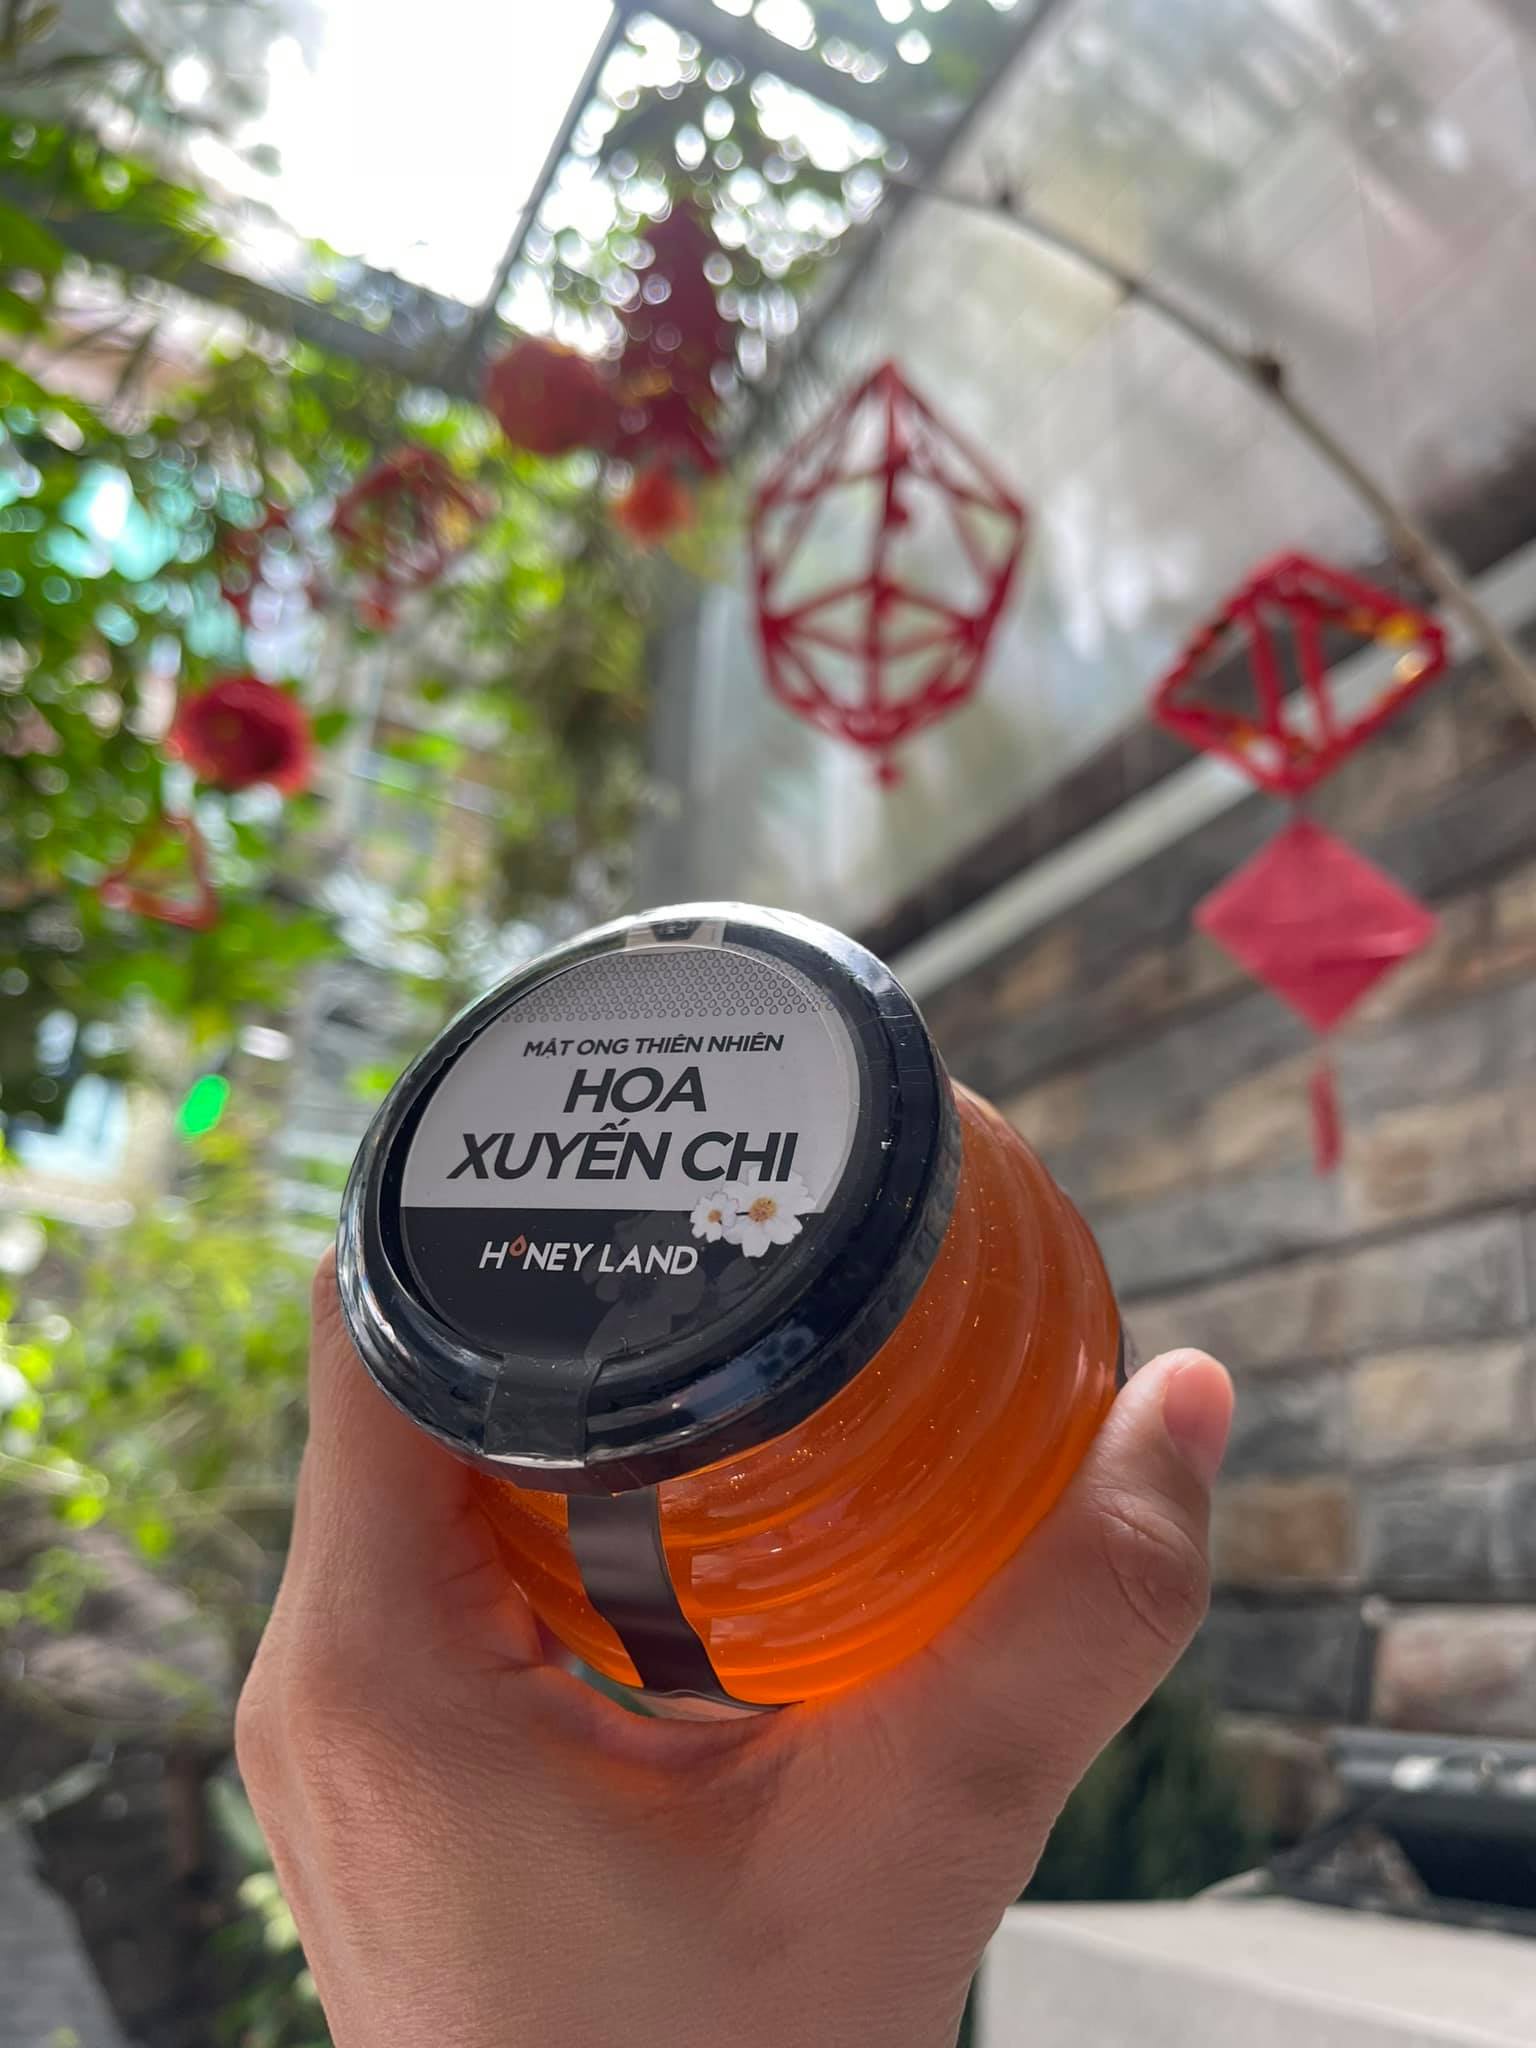 MẬT ONG THIÊN NHIÊN
HOA
XUYẾN CHI
HONEY LAND